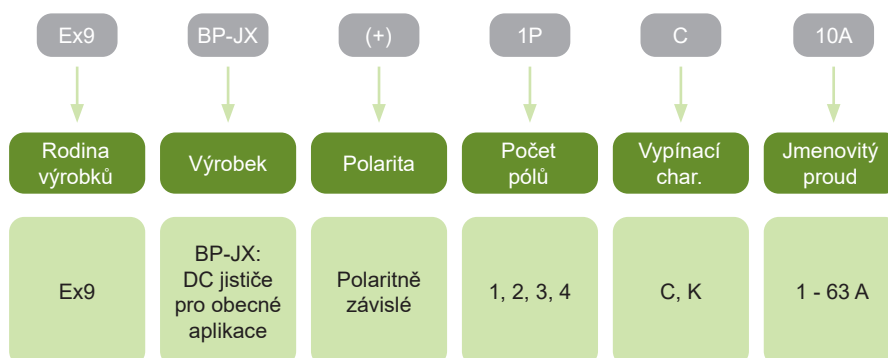 Ex9
BP-JX
(+)
1P
C
10A
Rodina
výrobků
Výrobek
Polarita
Počet
pólů
Vypínací
char.
Jmenovitý
proud
Ex9
BP-JX:
DC jističe
pro obecné
aplikace
Polaritně
závislé
1, 2, 3, 4
C, K
1 - 63 A